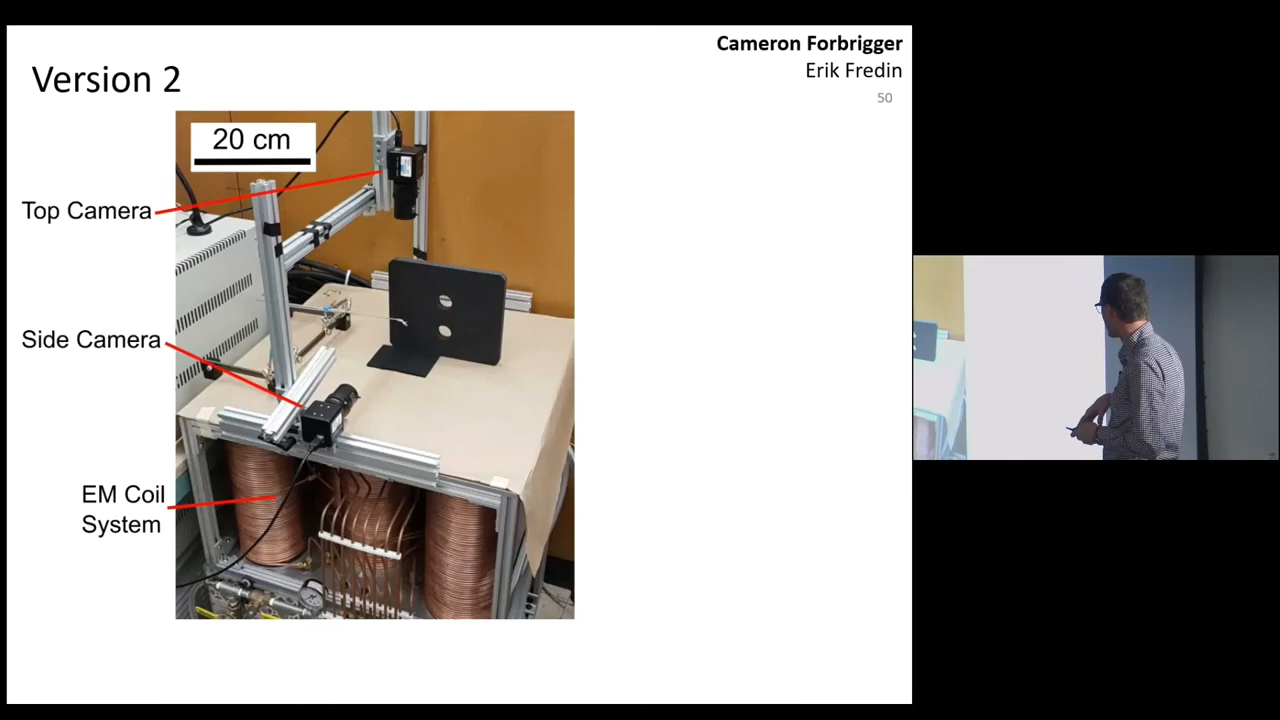 Cameron Forbrigger
Erik Fredin
50
Version 2
20 cm
Top Camera
Side Camera
EM Coil
System